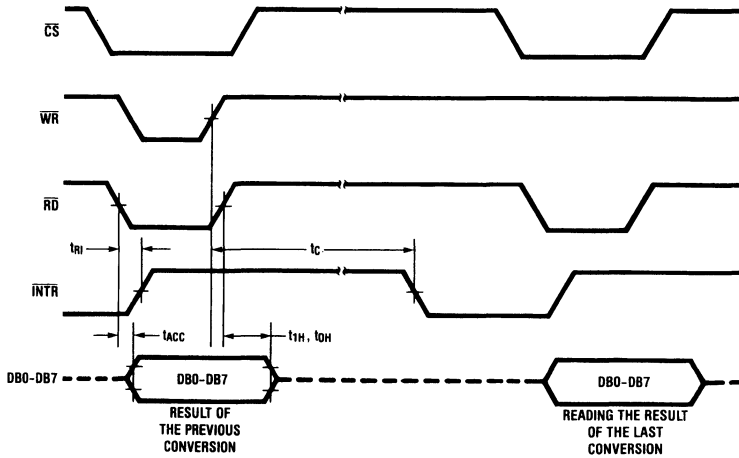 CS
WR
RD
tRI
tC
INTR
tACC
t1H, t0H
DB0-DB7
DB0-DB7
DB0-DB7
RESULT OF
THE PREVIOUS
CONVERSION
READING THE RESULT
OF THE LAST
CONVERSION